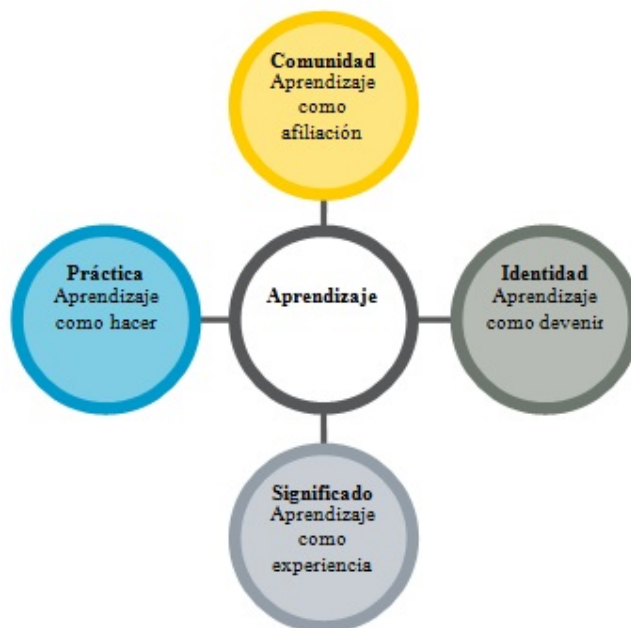 Comunidad
Aprendizaje
como
afiliación
Práctica
Aprendizaje
como hacer
Aprendizaje
Identidad
Aprendizaje
como devenir
Significado
Aprendizaje
como
experiencia